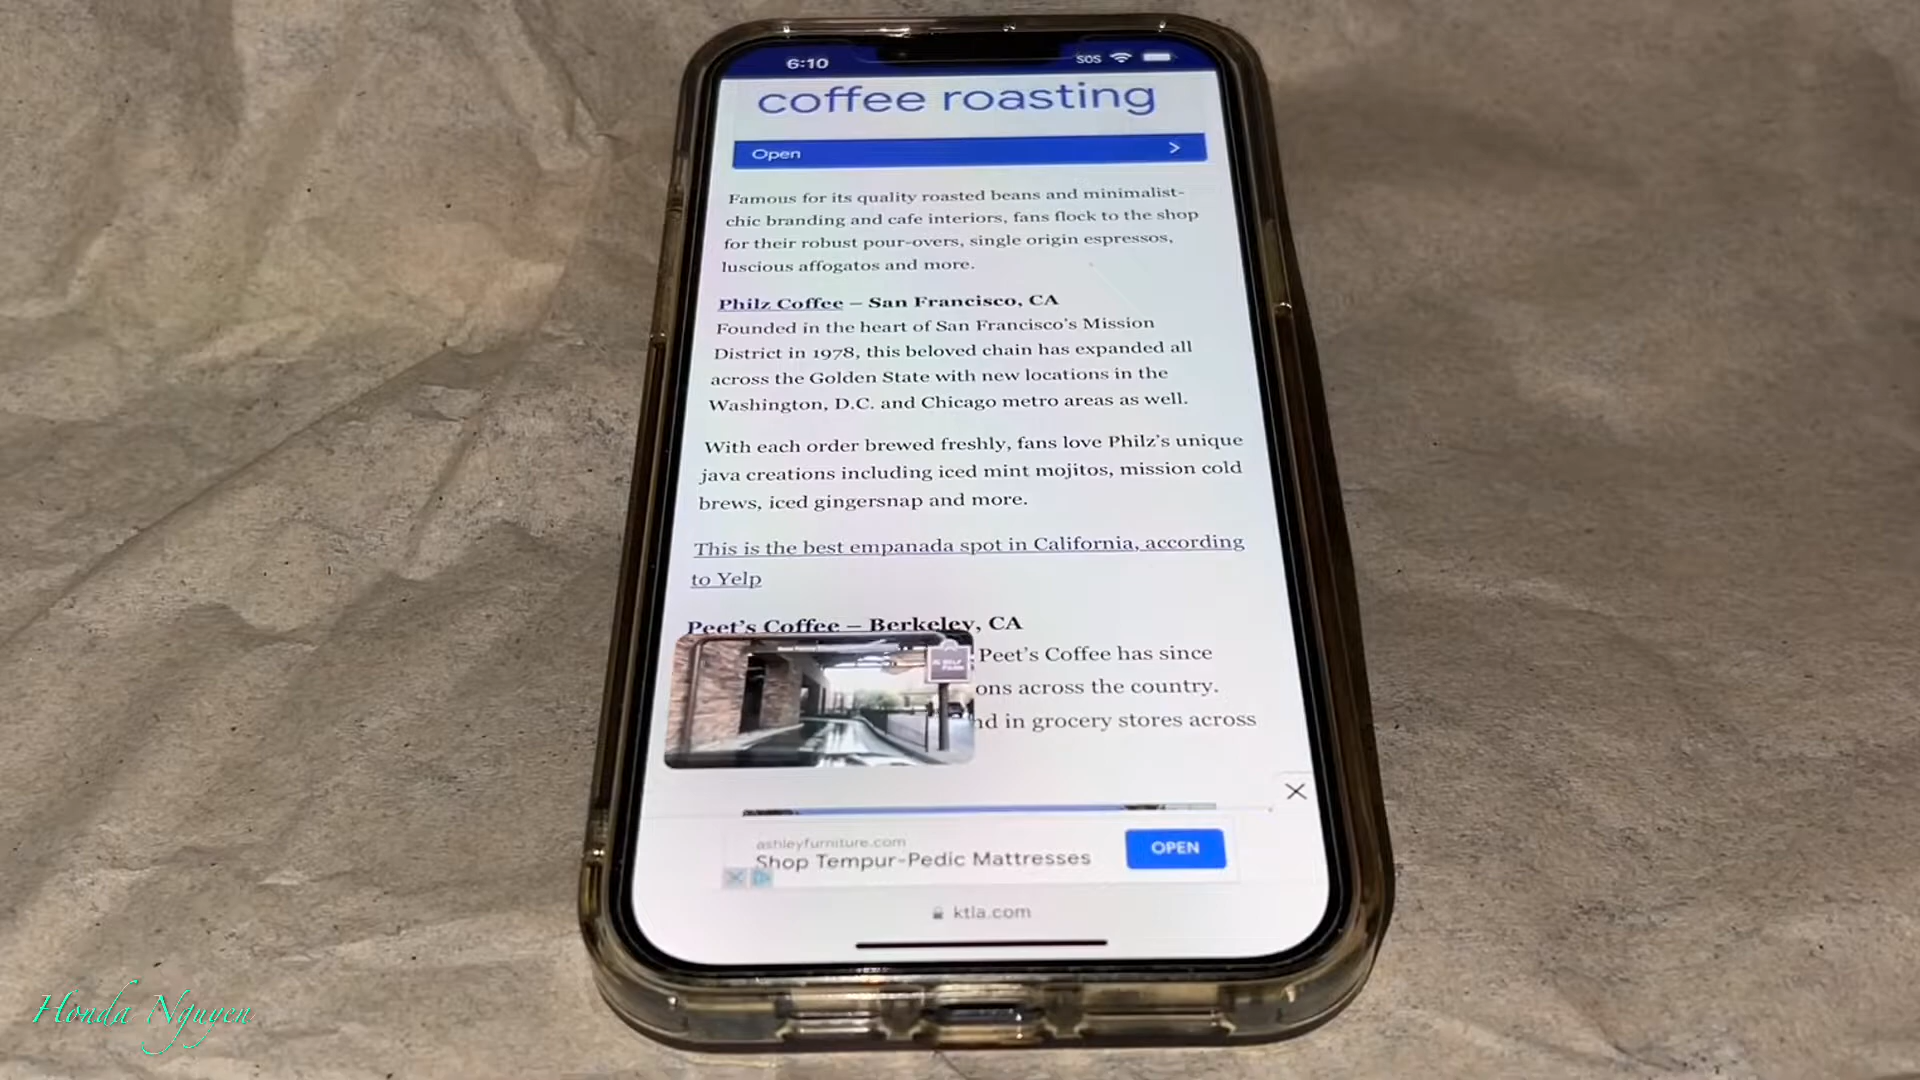 6:10
SOS
coffee roasting
Open
Famous for its quality roasted beans and minimalist-
chic branding and cafe interiors, fans flock to the shop
for their robust pour-overs, single origin espressos,
luscious affogatos and more.
Philz Coffee – San Francisco, CA
Founded in the heart of San Francisco's Mission
District in 1978, this beloved chain has expanded all
across the Golden State with new locations in the
Washington, D.C. and Chicago metro areas as well.
With each order brewed freshly, fans love Philz's unique
java creations including iced mint mojitos, mission cold
brews, iced gingersnap and more.
This is the best empanada spot in California, according
to Yelp
Peet's Coffee – Berkeley, CA
Peet's Coffee has since
ons across the country.
nd in grocery stores across
SELF
PARK
ashleyfurniture.com
Shop Tempur-Pedic Mattresses
OPEN
ktla.com
Honda Nguyen